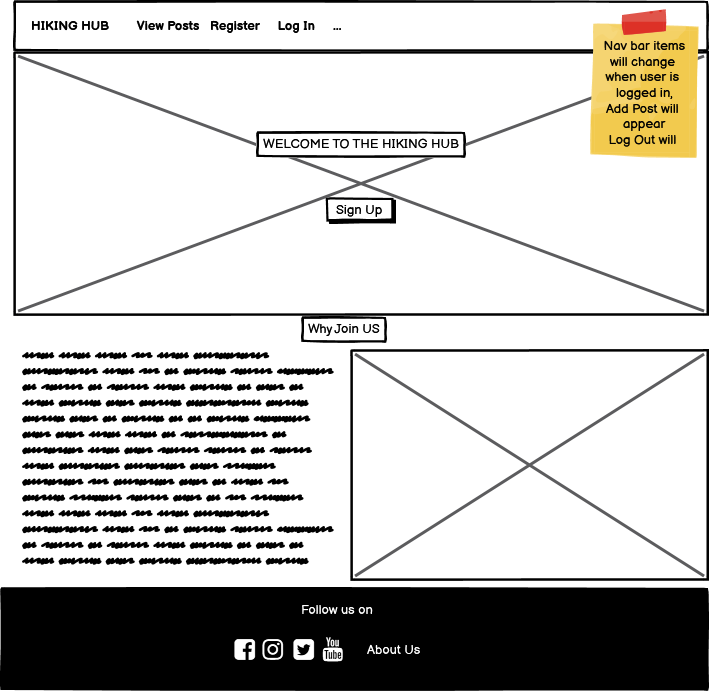 HIKING HUB View Posts Register Log In ...
Nav bar items
will change
when user is
logged in,
Add Post will
appear
Log Out will
WELCOME TO THE HIKING HUB
Sign Up
Why Join US
Follow us on
You
Tube
About Us